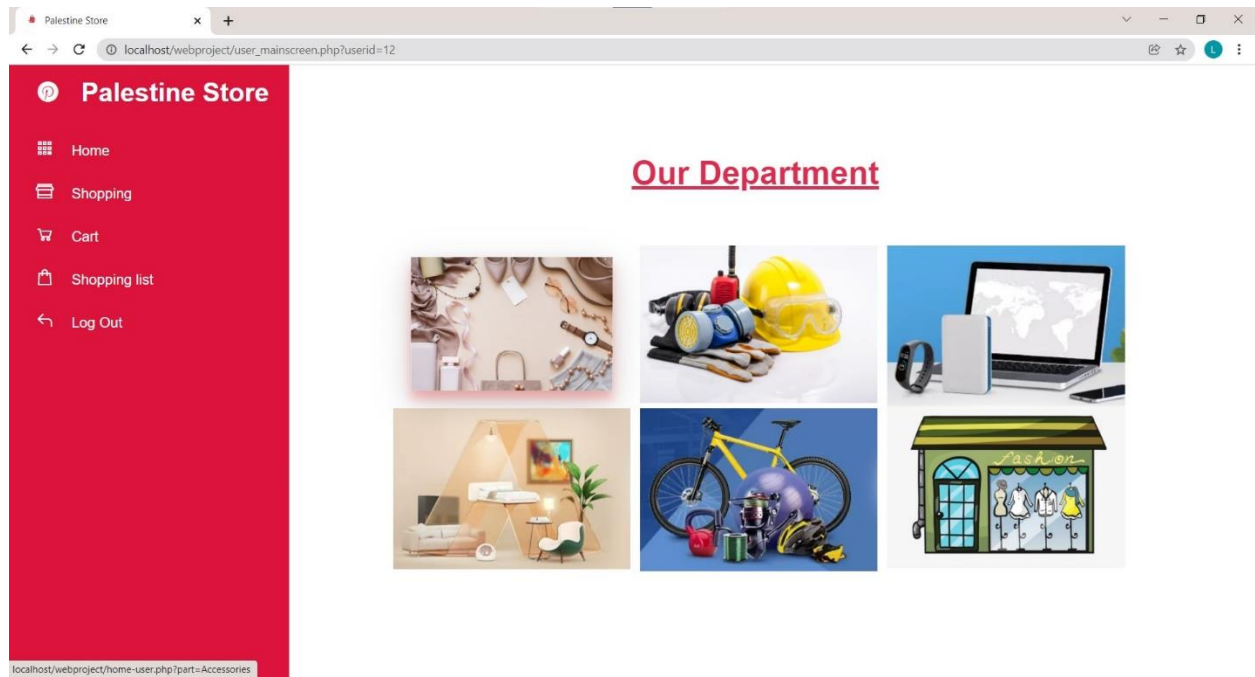 Palestine Store
localhost/webproject/user_mainscreen.php?userid=12
L
Palestine Store
Home
Shopping
Cart
Shopping list
Log Out
Our Department
fashon
localhost/webproject/home-user.php?part=Accessories